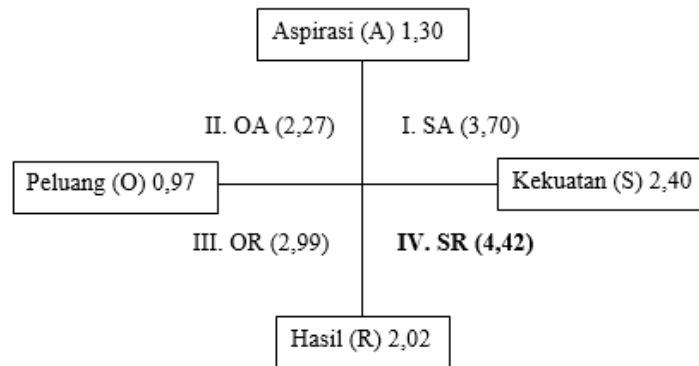 Aspirasi (A) 1,30
II. OA (2,27)
I. SA (3,70)
Peluang (O) 0,97
Kekuatan (S) 2,40
III. OR (2,99)
IV. SR (4,42)
Hasil (R) 2,02